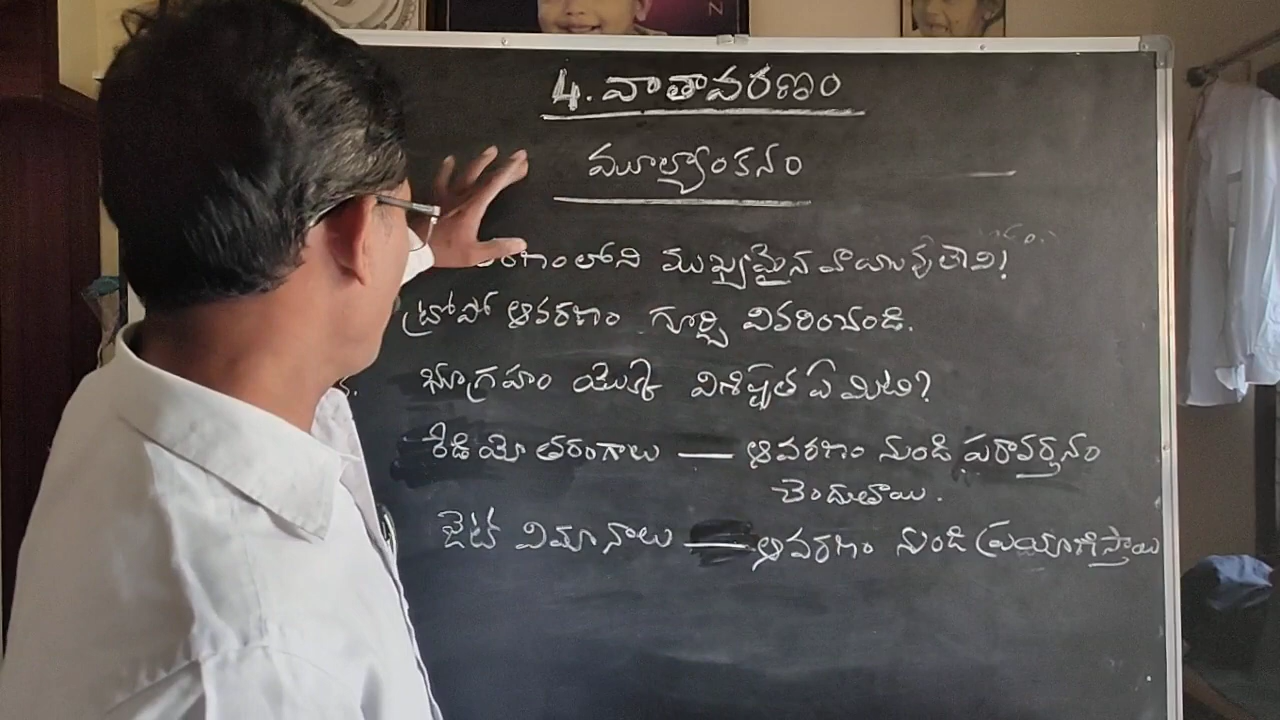 4. వాతావరణం
మూల్యాంకనం
ముఖ్యమైన వాయువులేవి?
ట్రోపో ఆవరణం గూర్చి వివరించండి.
భూగ్రహం యొక్క విశిష్టత ఏమిటి?
రేడియో తరంగాలు — ఆవరణం నుండి పరావర్తనం
చెందుతాయి.
జెట్ విమానాలు — ఆవరణం నుండి ప్రయాణిస్తాయి